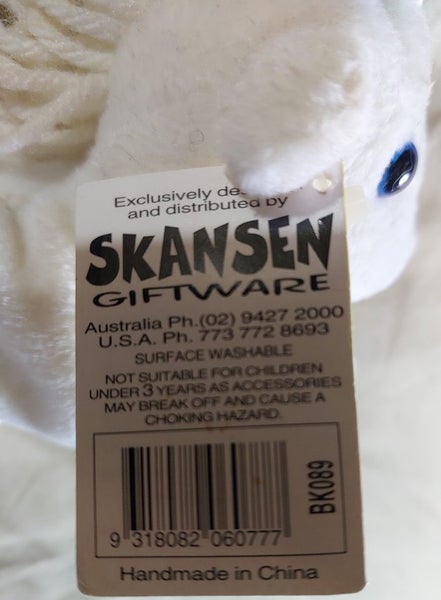 Exclusively
and distributed by
SKANSEN
GIFTWARE
Australia Ph.(02) 9427 2000
U.S.A. Ph. 773 772 8693
SURFACE WASHABLE
NOT SUITABLE FOR CHILDREN
UNDER 3 YEARS AS ACCESSORIES
MAY BREAK OFF AND CAUSE A
CHOKING HAZARD.
BK089
9 318082 060777
Handmade in China